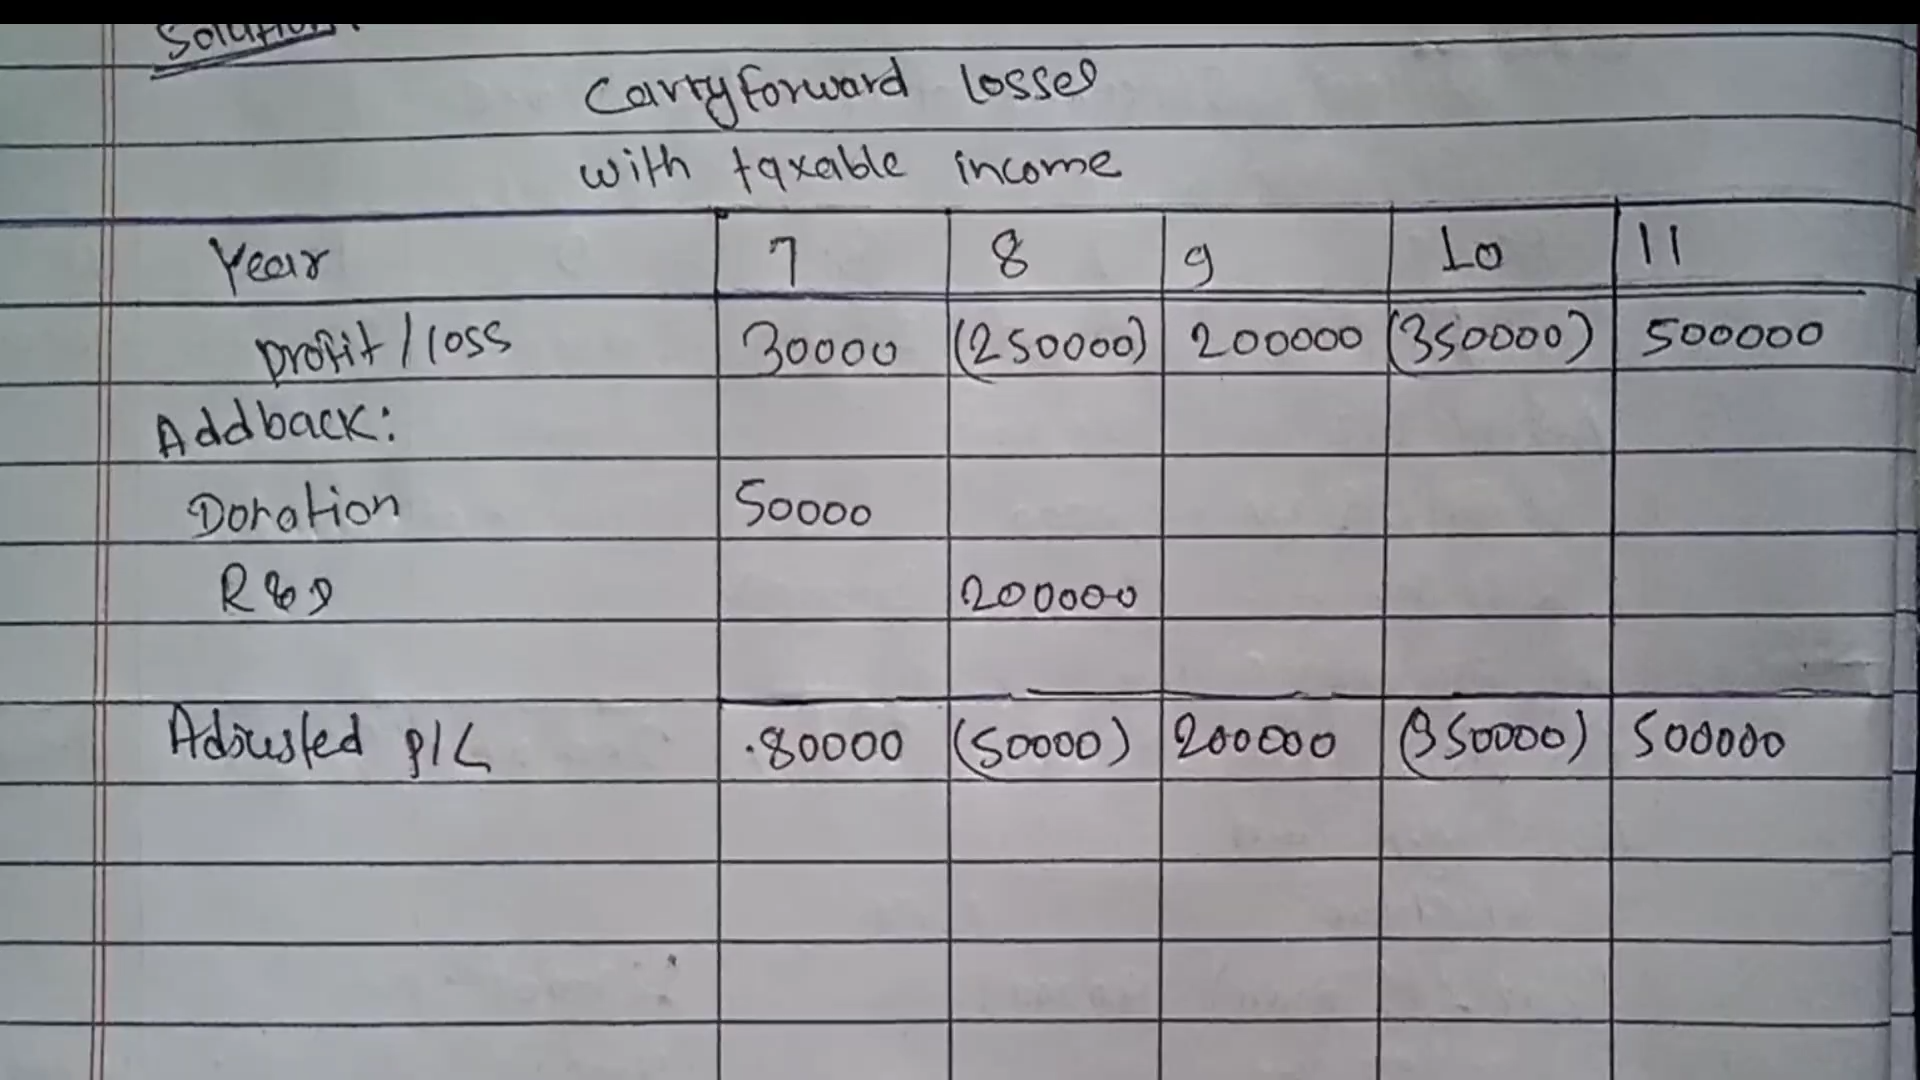 Solution:
Carryforward losses
with taxable income
Year 7 8 9 10 11
profit/loss 30000 (250000) 200000 (350000) 500000
Addback:
Donation 50000
R&D 200000
Adjusted P/L 80000 (50000) 200000 (350000) 500000